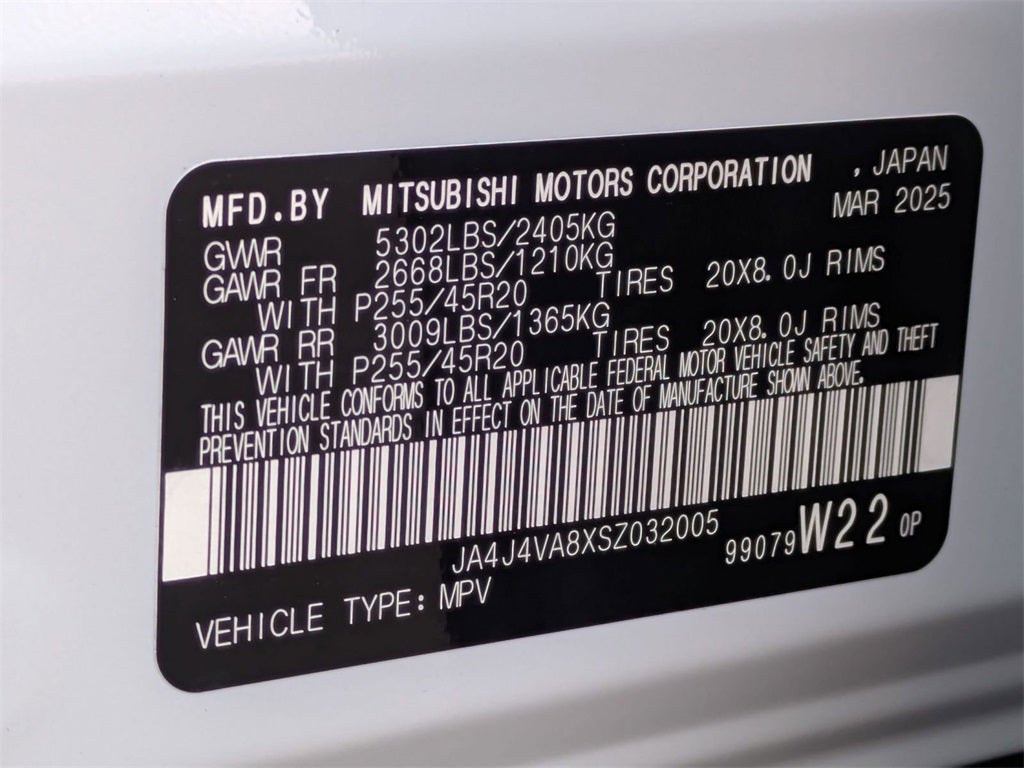 MFD.BY MITSUBISHI MOTORS CORPORATION , JAPAN
MAR 2025
GVWR 5302LBS/2405KG
GAWR FR 2668LBS/1210KG
WITH P255/45R20 TIRES 20X8.0J RIMS
GAWR RR 3009LBS/1365KG
WITH P255/45R20 TIRES 20X8.0J RIMS
THIS VEHICLE CONFORMS TO ALL APPLICABLE FEDERAL MOTOR VEHICLE SAFETY AND THEFT
PREVENTION STANDARDS IN EFFECT ON THE DATE OF MANUFACTURE SHOWN ABOVE.
JA4J4VA8XSZ032005 99079 W22 0P
VEHICLE TYPE: MPV